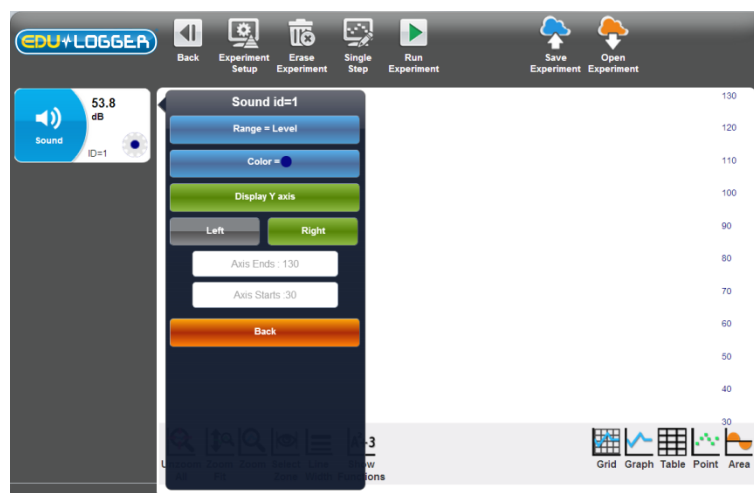 EDU LOGGER
Back
Experiment
Setup
Erase
Experiment
Single
Step
Run
Experiment
Save
Experiment
Open
Experiment
53.8
dB
Sound
ID=1
Sound id=1
Range = Level
Color =
Display Y axis
Left
Right
Axis Ends : 130
Axis Starts :30
Back
130
120
110
100
90
80
70
60
50
40
30
Grid
Graph
Table
Point
Area